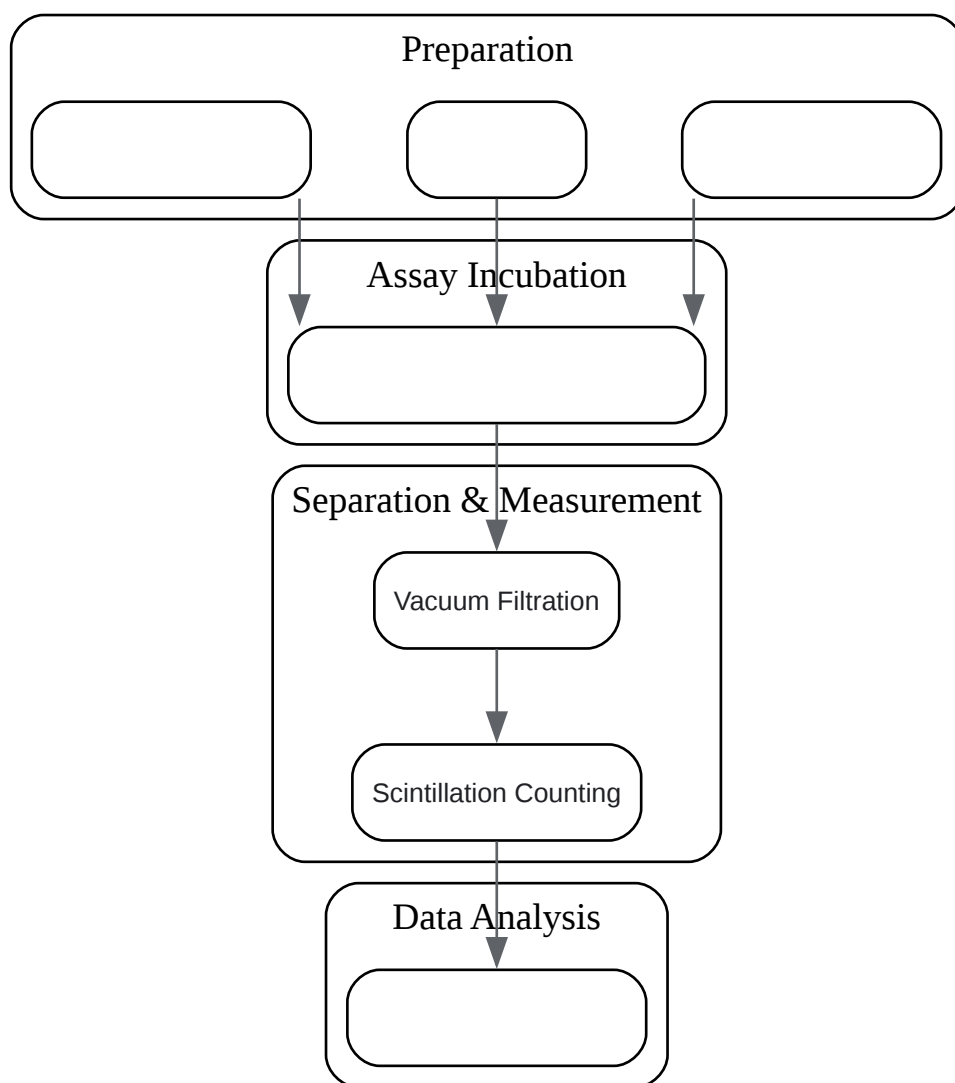 Preparation
Assay Incubation
Separation & Measurement
Vacuum Filtration
Scintillation Counting
Data Analysis